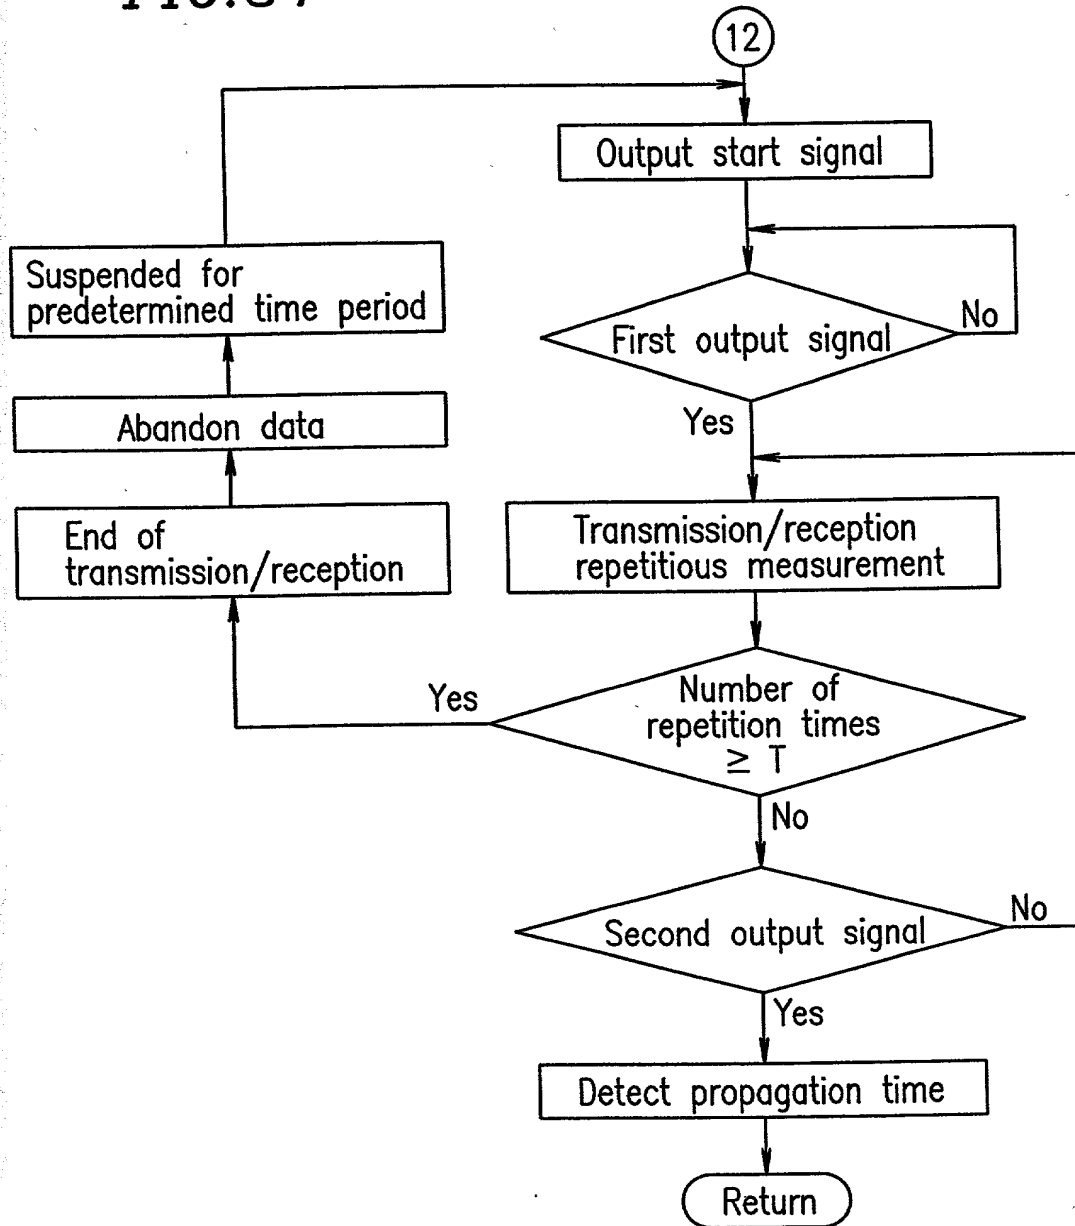 12
Output start signal
First output signal
No
Yes
Transmission/reception
repetitious measurement
Number of
repetition times
≥ T
Yes
End of
transmission/reception
Abandon data
Suspended for
predetermined time period
No
Second output signal
No
Yes
Detect propagation time
Return